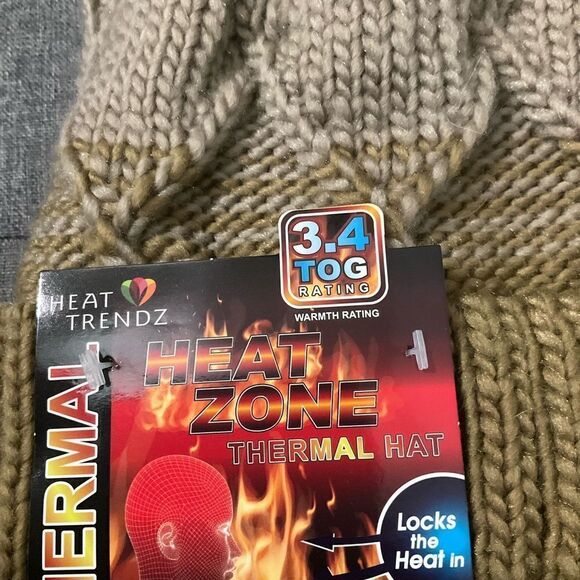 3.4
TOG
RATING
WARMTH RATING
HEAT
TRENDZ
HEAT
ZONE
THERMAL HAT
Locks
the
Heat in